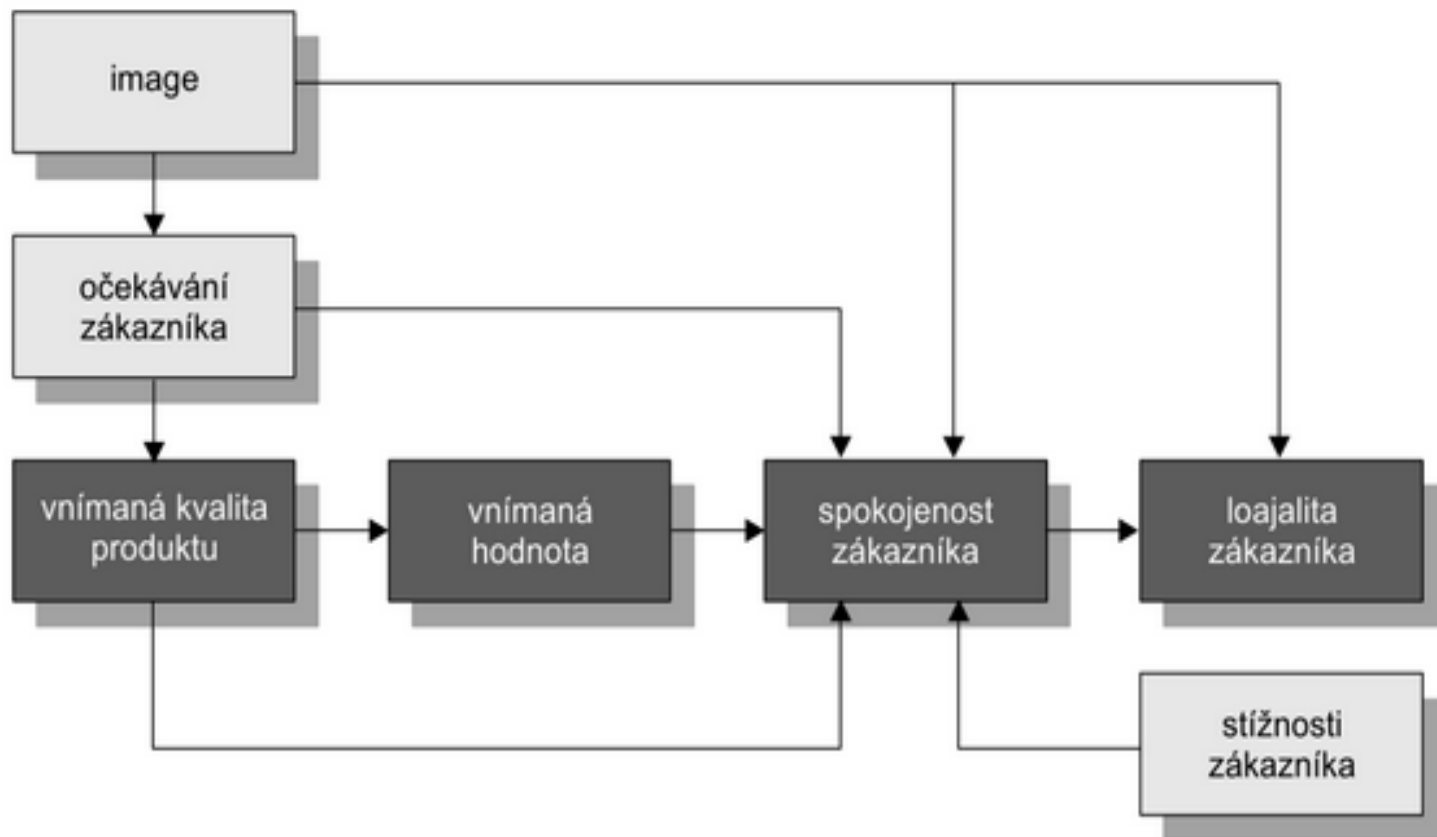 image
očekávání
zákazníka
vnímaná kvalita
produktu
vnímaná
hodnota
spokojenost
zákazníka
loajalita
zákazníka
stížnosti
zákazníka